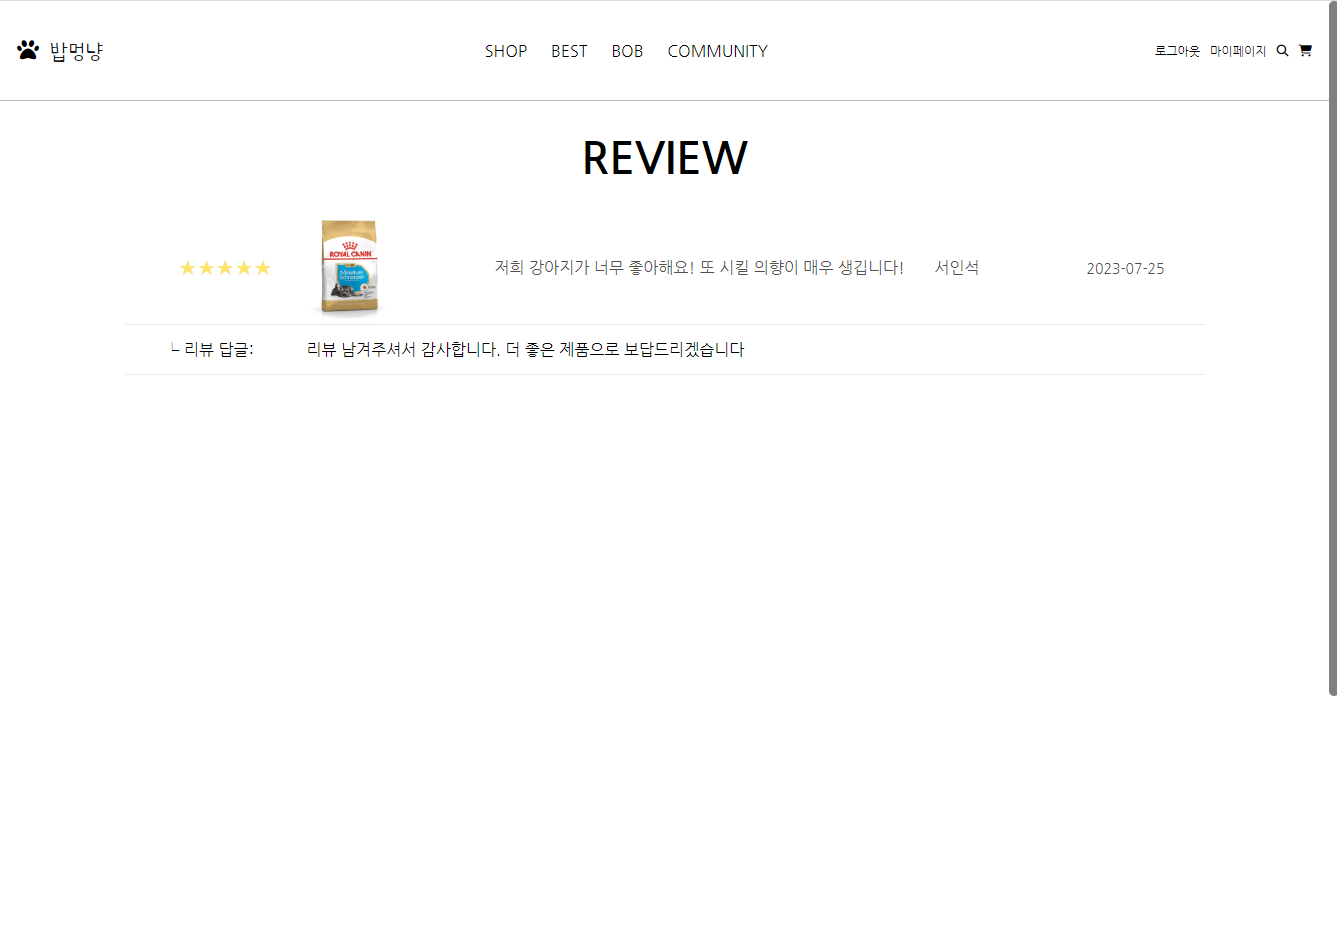 밥멍냥
SHOP BEST BOB COMMUNITY
로그아웃 마이페이지
REVIEW
★★★★★
ROYAL CANIN
Miniature
Schnauzer
저희 강아지가 너무 좋아해요! 또 시킬 의향이 매우 생깁니다!
서인석
2023-07-25
└ 리뷰 답글:
리뷰 남겨주셔서 감사합니다. 더 좋은 제품으로 보답드리겠습니다